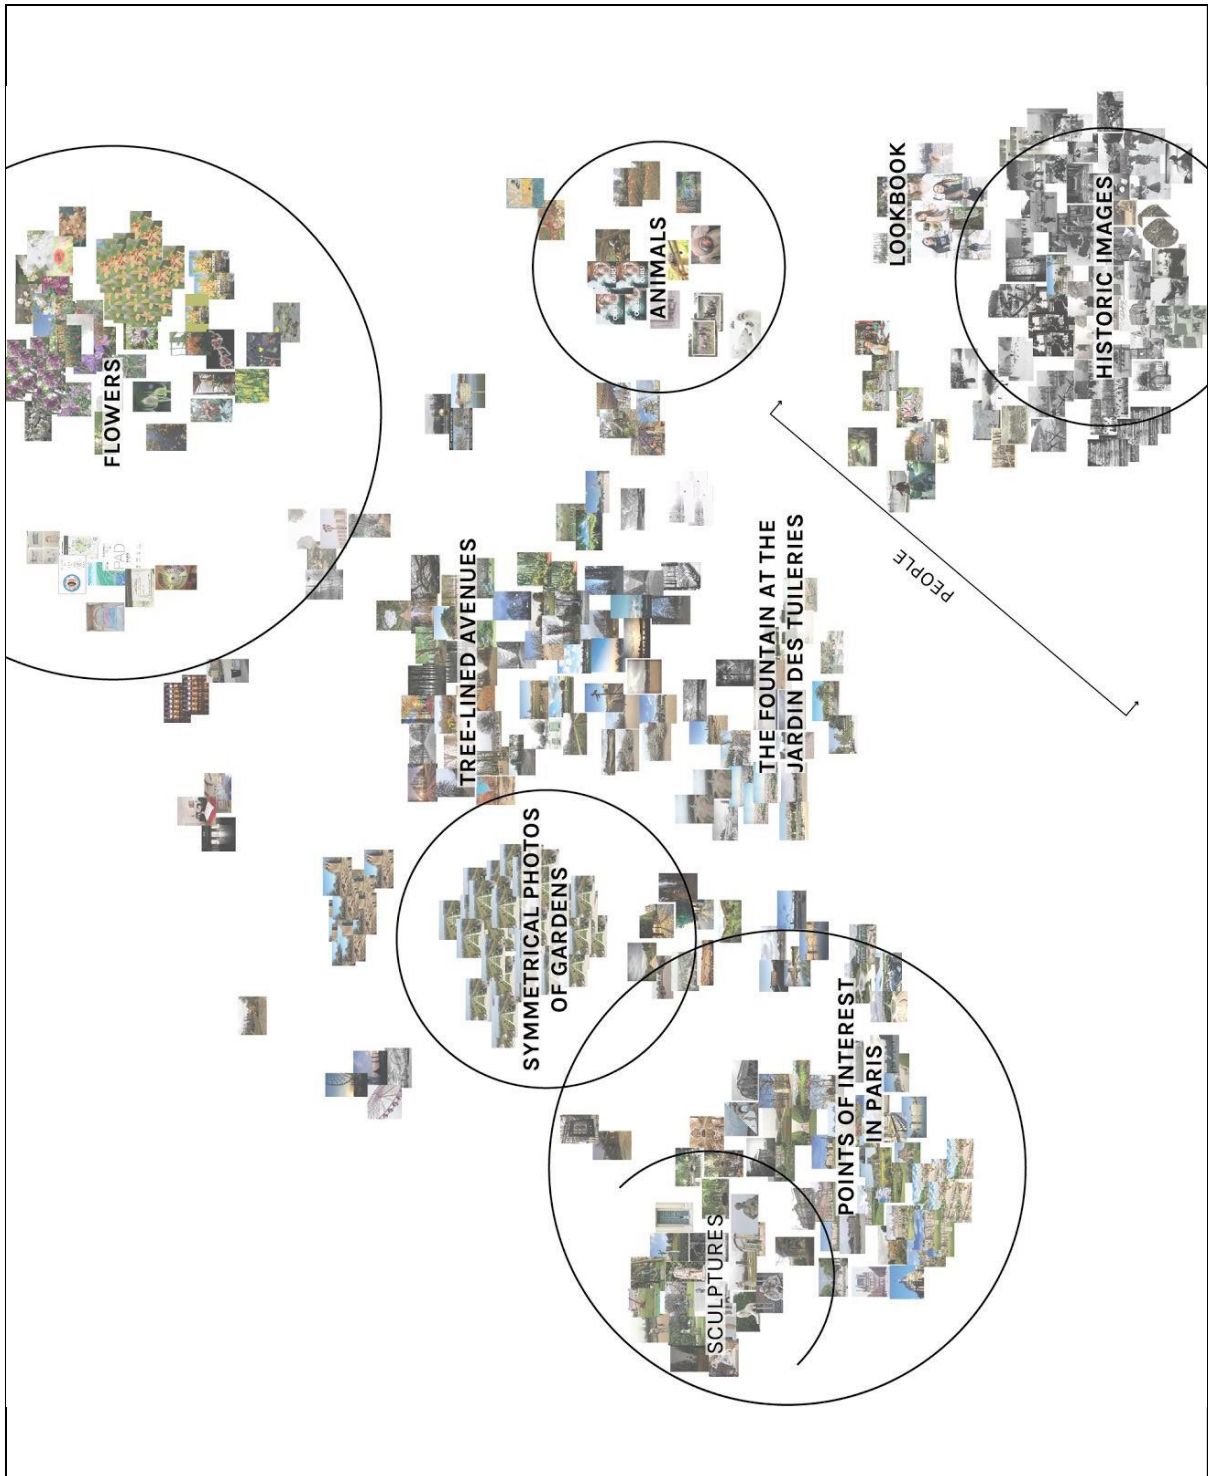 PAD
FLOWERS
TREE-LINED AVENUES
SYMMETRICAL PHOTOS
OF GARDENS
ANIMALS
SCULPTURES
THE FOUNTAIN AT THE
JARDIN DES TUILERIES
POINTS OF INTEREST
IN PARIS
LOOKBOOK
PEOPLE
HISTORIC IMAGES